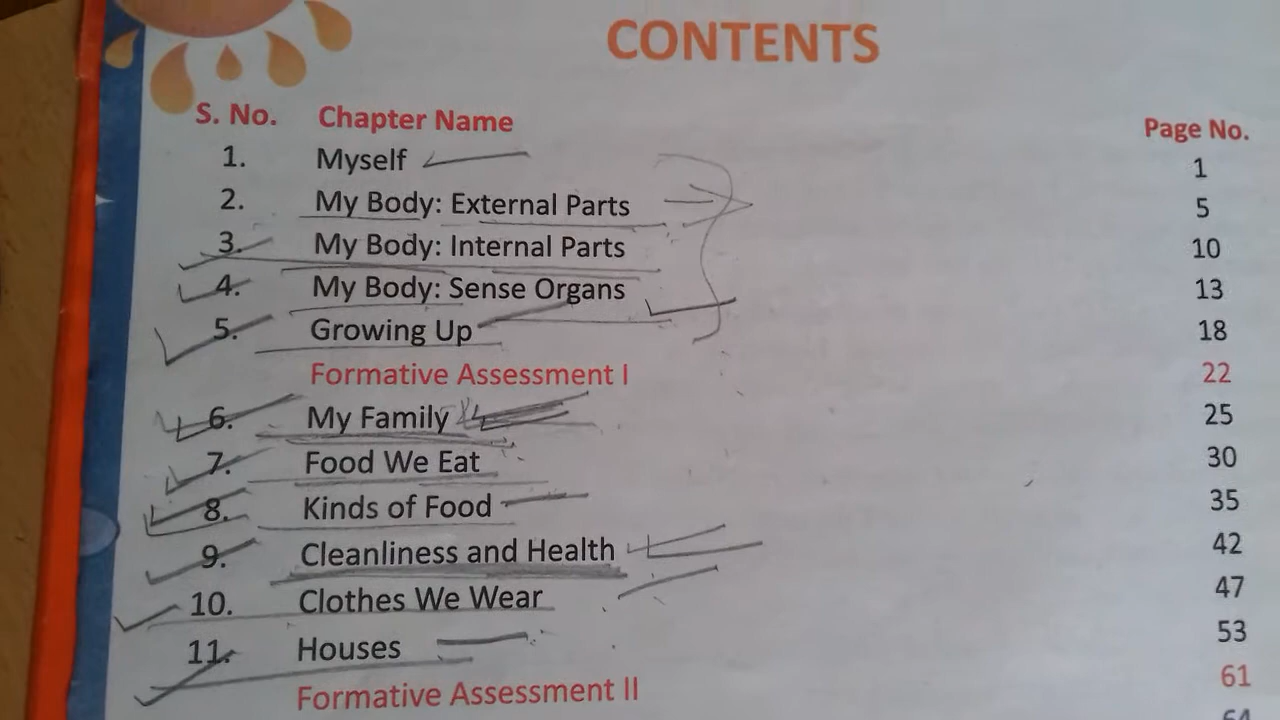 CONTENTS
S. No. Chapter Name Page No.
1. Myself 1
2. My Body: External Parts 5
3. My Body: Internal Parts 10
4. My Body: Sense Organs 13
5. Growing Up 18
Formative Assessment I 22
6. My Family 25
7. Food We Eat 30
8. Kinds of Food 35
9. Cleanliness and Health 42
10. Clothes We Wear 47
11. Houses 53
Formative Assessment II 61